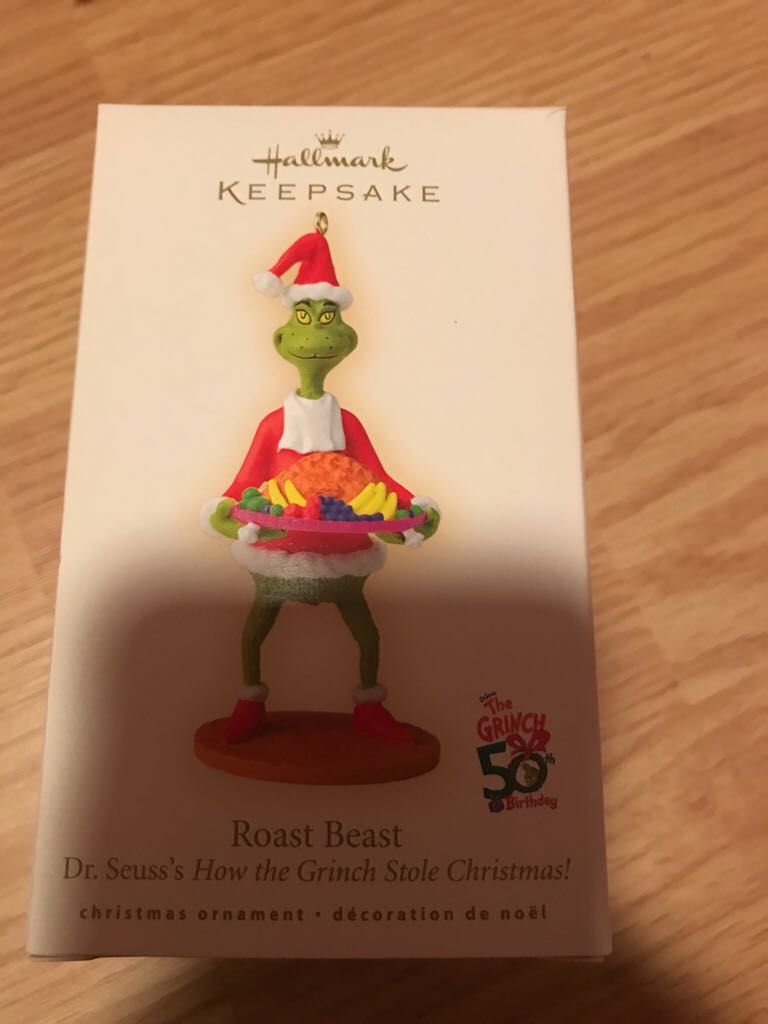 Hallmark
KEEPSAKE
Dr. Seuss
The
GRINCH
50th
Birthday
Roast Beast
Dr. Seuss's How the Grinch Stole Christmas!
christmas ornament • décoration de noël